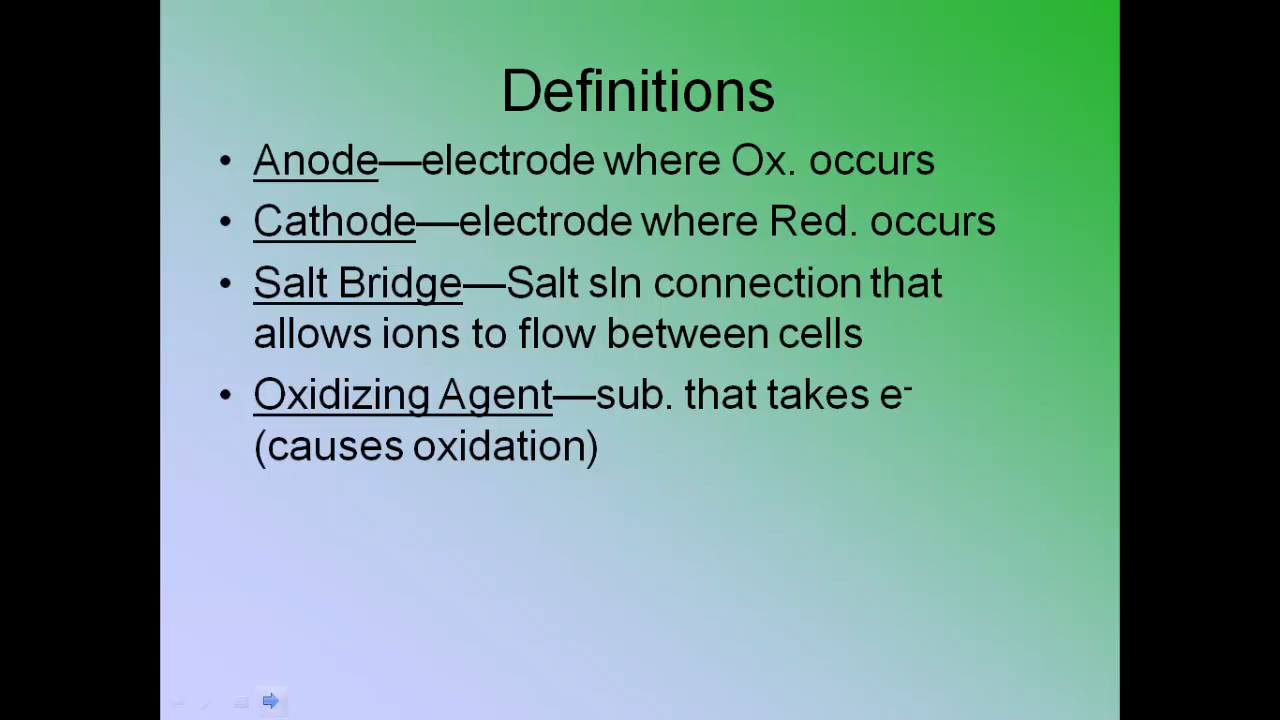 Definitions
• Anode—electrode where Ox. occurs
• Cathode—electrode where Red. occurs
• Salt Bridge—Salt sln connection that
allows ions to flow between cells
• Oxidizing Agent—sub. that takes e⁻
(causes oxidation)